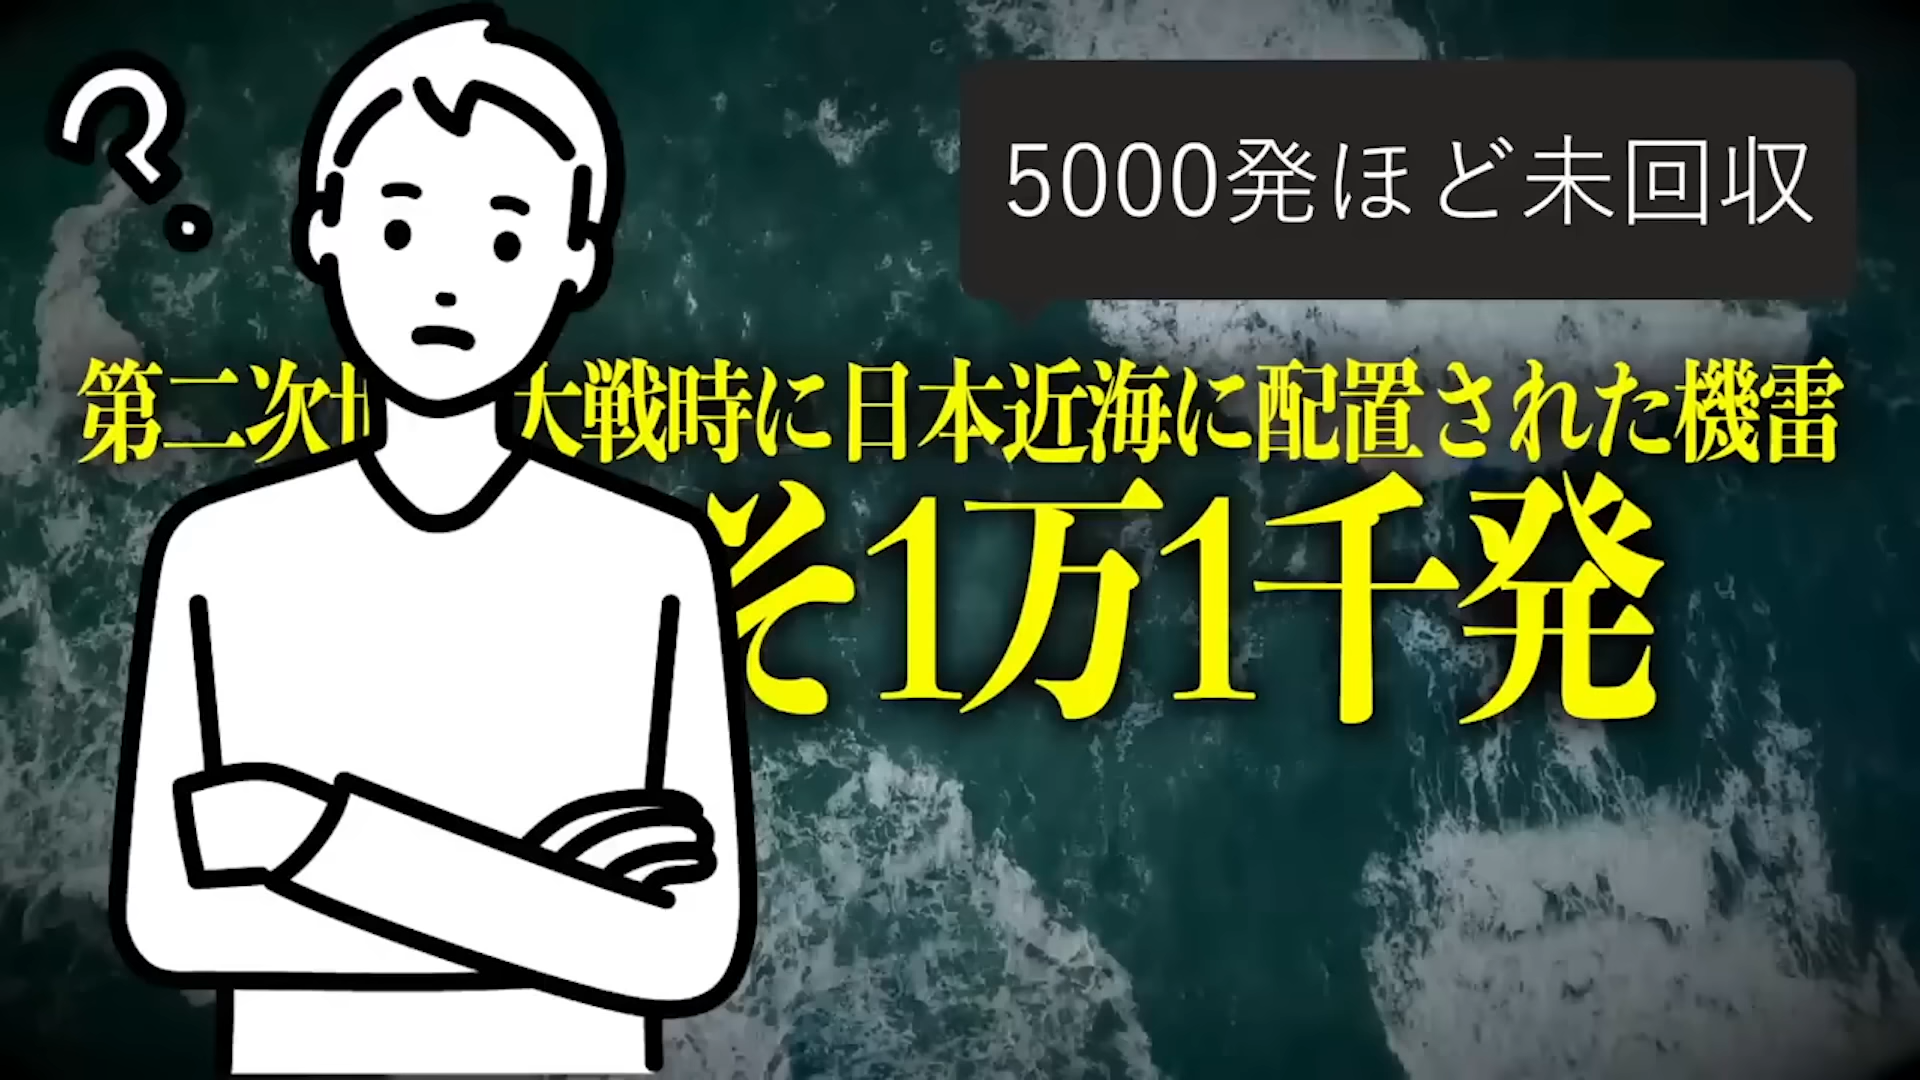 5000発ほど未回収
第二次 大戦時に日本近海に配置された機雷
そ1万1千発